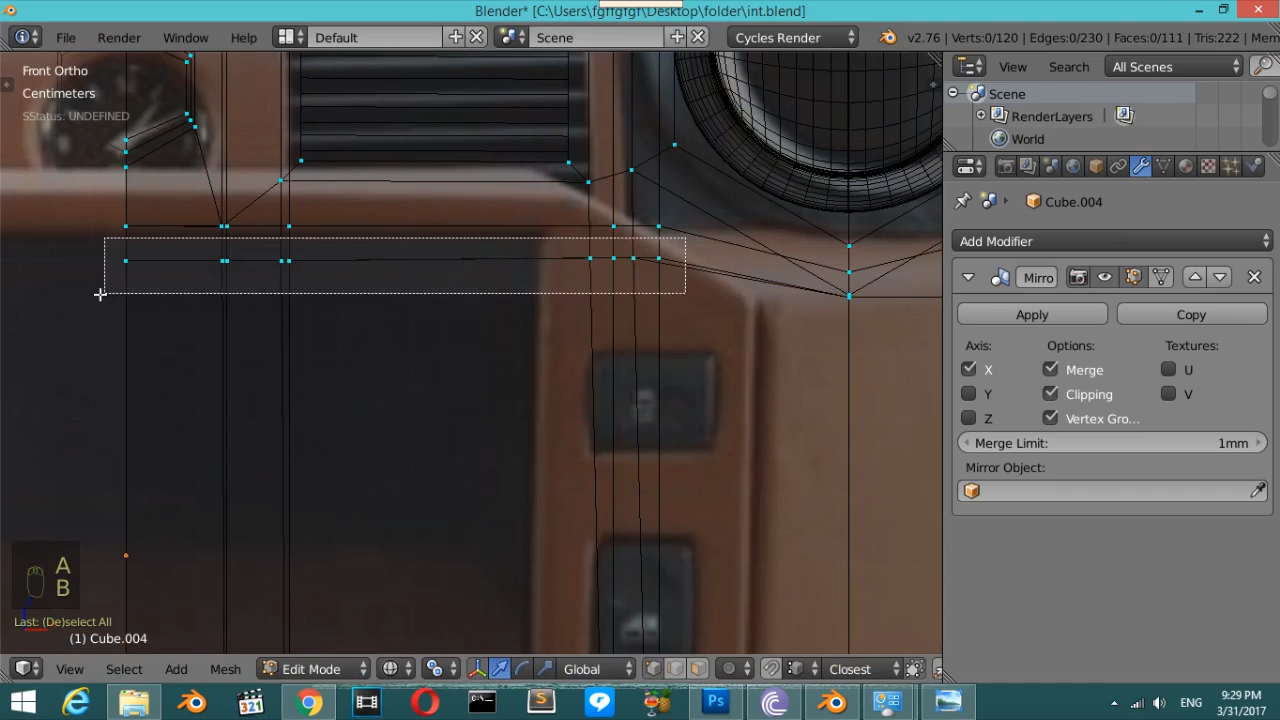 Blender* [C:\Users\fgffgfgf\Desktop\folder\int.blend]
File Render Window Help Default Scene Cycles Render v2.76 | Verts:0/120 | Edges:0/230 | Faces:0/111 | Tris:222 | Mem
Front Ortho
Centimeters
SStatus: UNDEFINED
View Search All Scenes
Scene
RenderLayers |
World
Cube.004
Add Modifier
Mirro
Apply Copy
Axis: Options: Textures:
X Merge U
Y Clipping V
Z Vertex Gro...
Merge Limit: 1mm
Mirror Object:
A
B
Last: (De)select All
(1) Cube.004
View Select Add Mesh Edit Mode Global Closest
321
S
Ps
ENG
9:29 PM
3/31/2017